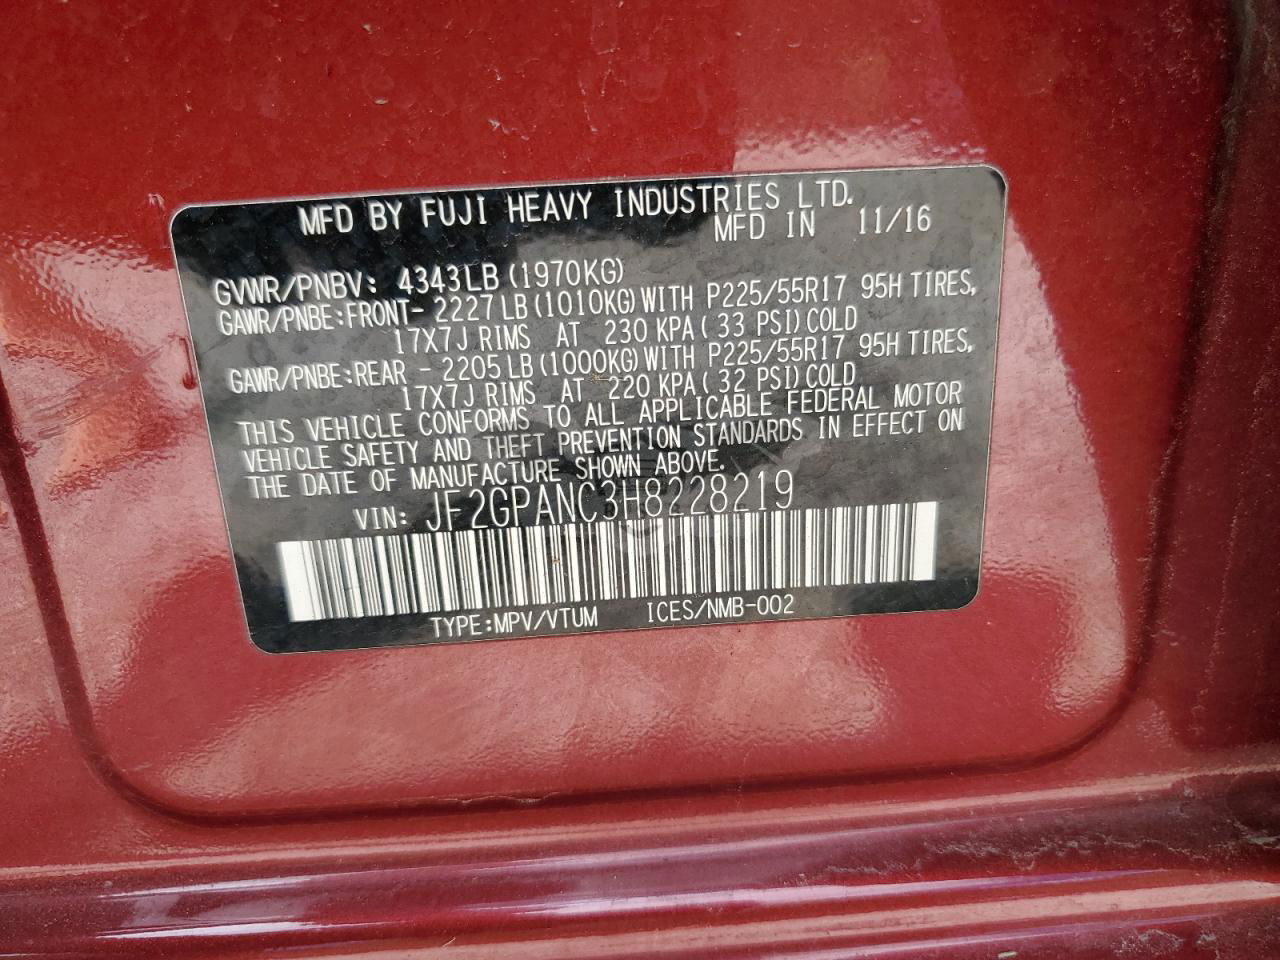 MFD BY FUJI HEAVY INDUSTRIES LTD.
MFD IN 11/16
GVWR/PNBV: 4343LB (1970KG)
GAWR/PNBE:FRONT- 2227 LB (1010KG) WITH P225/55R17 95H TIRES,
17X7J RIMS AT 230 KPA ( 33 PSI) COLD
GAWR/PNBE:REAR - 2205 LB (1000KG) WITH P225/55R17 95H TIRES,
17X7J RIMS AT 220 KPA ( 32 PSI) COLD
THIS VEHICLE CONFORMS TO ALL APPLICABLE FEDERAL MOTOR
VEHICLE SAFETY AND THEFT PREVENTION STANDARDS IN EFFECT ON
THE DATE OF MANUFACTURE SHOWN ABOVE.
VIN: JF2GPANC3H8228219
TYPE:MPV/VTUM ICES/NMB-002